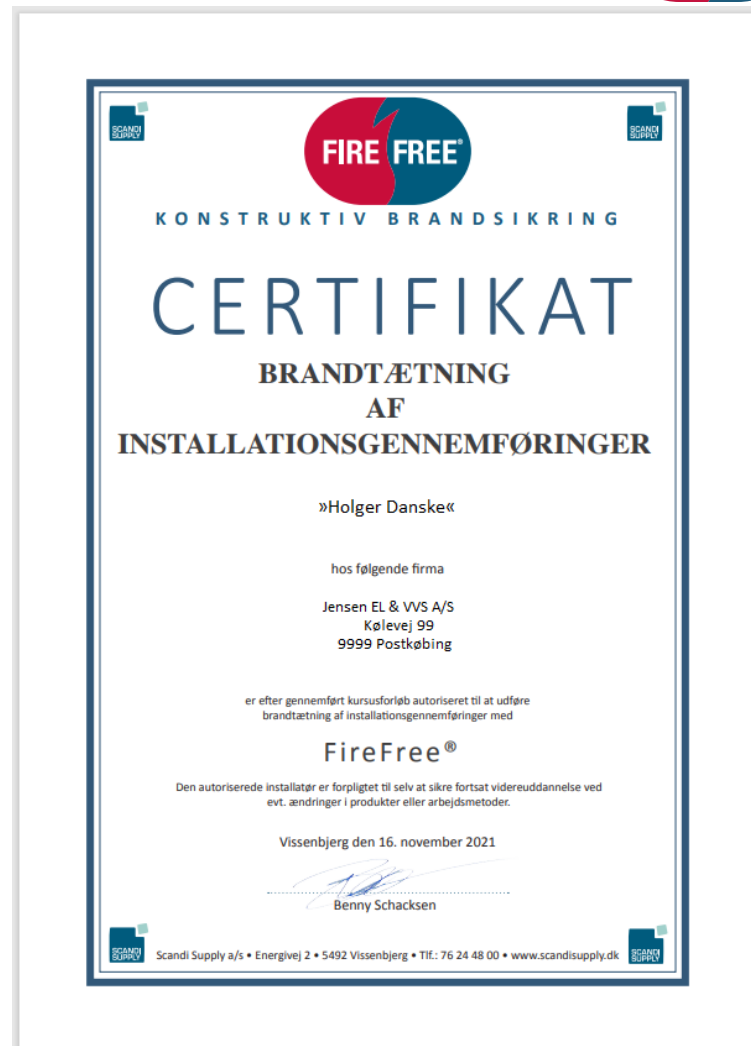 SCANDI
SUPPLY
SCANDI
SUPPLY
FIRE FREE®
KONSTRUKTIV BRANDSIKRING
CERTIFIKAT
BRANDTÆTNING
AF
INSTALLATIONSGENNEMFØRINGER
»Holger Danske«
hos følgende firma
Jensen EL & VVS A/S
Kølevej 99
9999 Postkøbing
er efter gennemført kursusforløb autoriseret til at udføre
brandtætning af installationsgennemføringer med
FireFree®
Den autoriserede installatør er forpligtet til selv at sikre fortsat videreuddannelse ved
evt. ændringer i produkter eller arbejdsmetoder.
Vissenbjerg den 16. november 2021
Benny Schacksen
SCANDI
SUPPLY
Scandi Supply a/s • Energivej 2 • 5492 Vissenbjerg • Tlf.: 76 24 48 00 • www.scandisupply.dk
SCANDI
SUPPLY